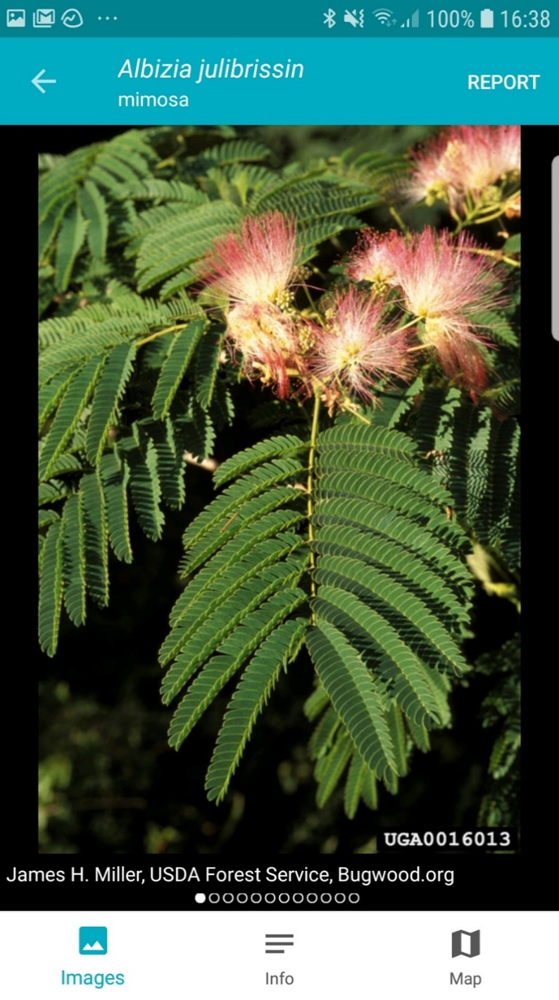 100% 16:38
Albizia julibrissin
mimosa
REPORT
UGA0016013
James H. Miller, USDA Forest Service, Bugwood.org
Images
Info
Map